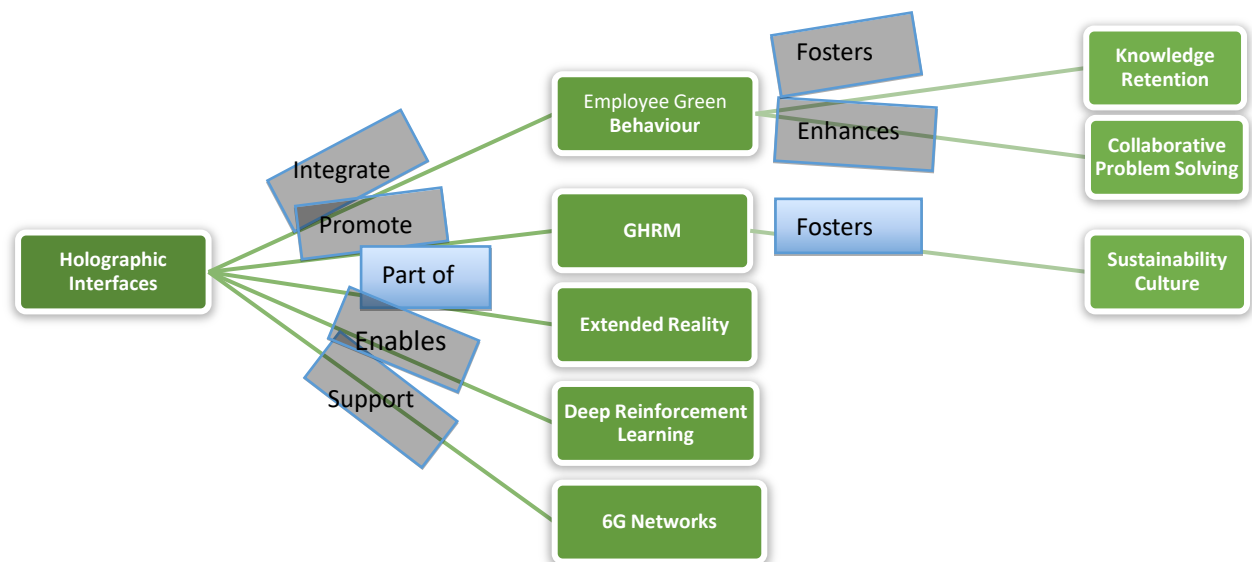 Holographic
Interfaces
Integrate
Promote
Part of
Enables
Support
Employee Green
Behaviour
GHRM
Extended Reality
Deep Reinforcement
Learning
6G Networks
Fosters
Enhances
Fosters
Knowledge
Retention
Collaborative
Problem Solving
Sustainability
Culture